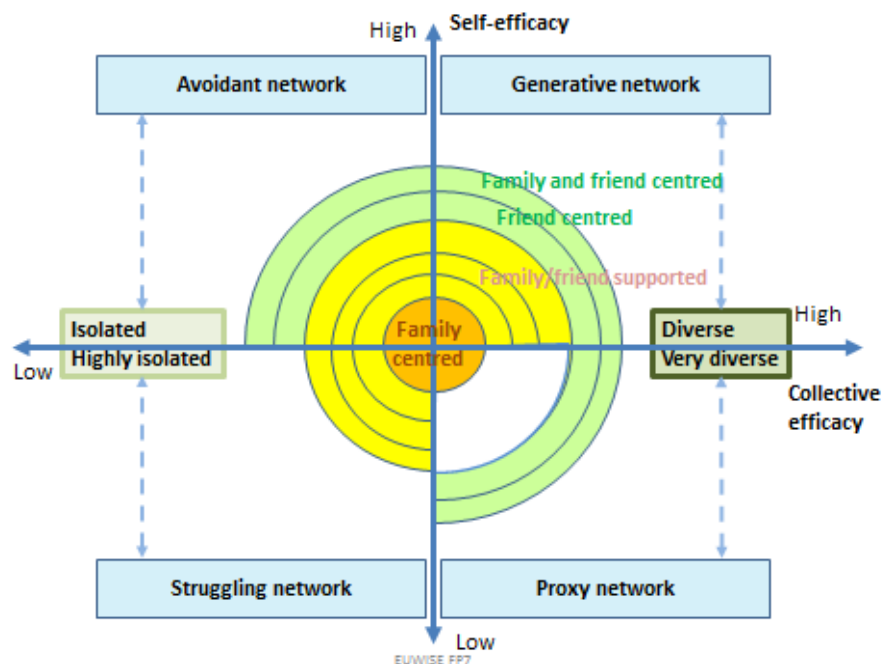 High
Self-efficacy
Avoidant network
Generative network
Family and friend centred
Friend centred
Family/friend supported
Isolated
Highly isolated
Family
centred
Diverse
Very diverse
High
Low
Collective
efficacy
Struggling network
Proxy network
Low
EUWISE FP7